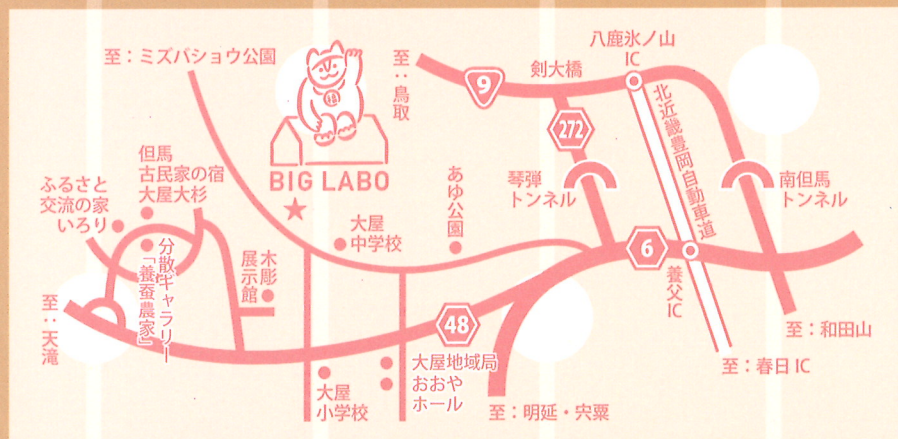 至：ミズバショウ公園
至：鳥取
9
剣大橋
八鹿氷ノ山
IC
272
北近畿豊岡自動車道
福
BIG LABO
但馬
古民家の宿
大屋大杉
ふるさと
交流の家
いろり
分散ギャラリー
「養蚕農家」
木彫
展示館
大屋
中学校
あゆ公園
琴弾
トンネル
南但馬
トンネル
6
養父IC
至：天滝
48
大屋
小学校
大屋地域局
おおや
ホール
至：明延・宍粟
至：和田山
至：春日IC